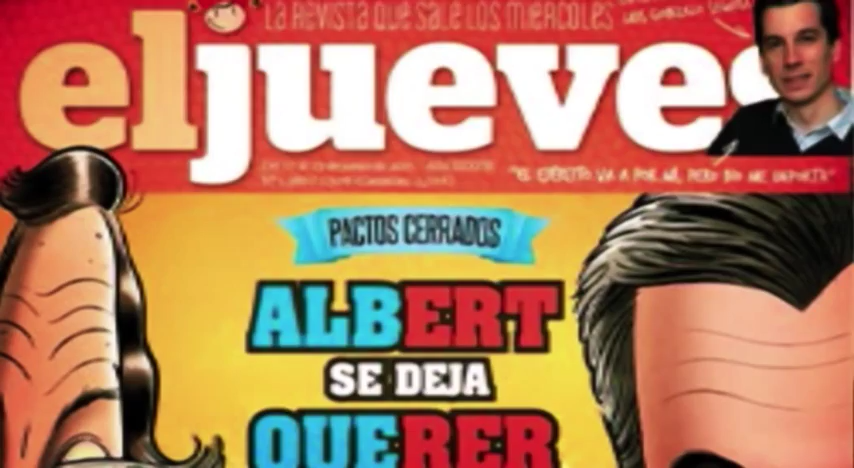 LA REVISTA QUE SALE LOS MIÉRCOLES
el jueves
"EL EJÉRCITO VA A POR MÍ, PERO NO ME IMPORTA"
PACTOS CERRADOS
ALBERT
SE DEJA
QUERER